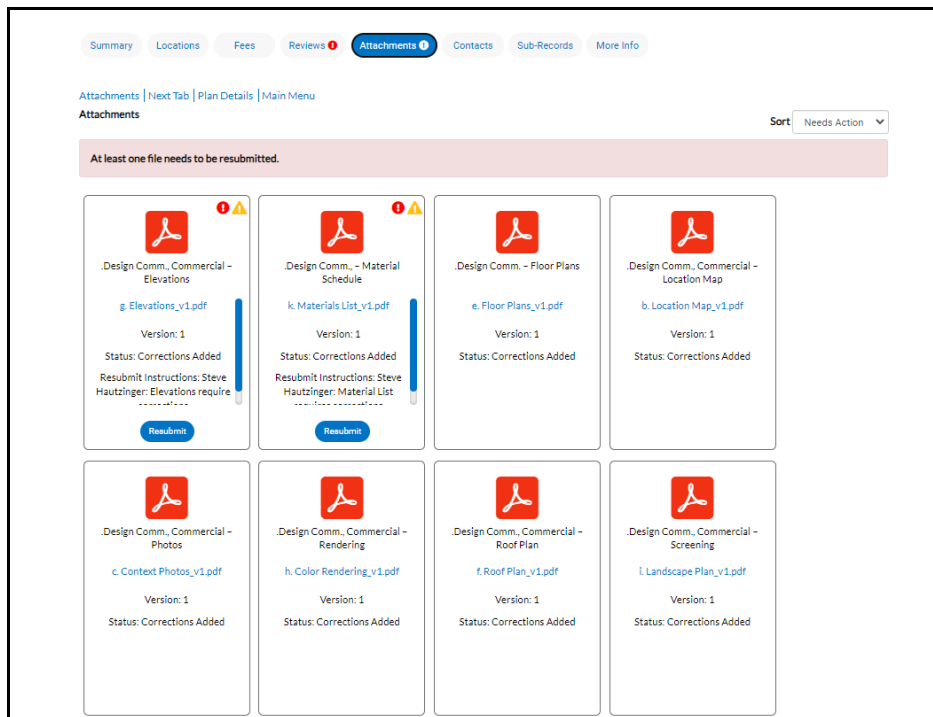 Summary Locations Fees Reviews Attachments Contacts Sub-Records More Info
Attachments | Next Tab | Plan Details | Main Menu
Attachments
Sort Needs Action
At least one file needs to be resubmitted.
.Design Comm., Commercial –
Elevations
g. Elevations_v1.pdf
Version: 1
Status: Corrections Added
Resubmit Instructions: Steve
Hautzinger: Elevations require
Resubmit
.Design Comm., – Material
Schedule
k. Materials List_v1.pdf
Version: 1
Status: Corrections Added
Resubmit Instructions: Steve
Hautzinger: Material List
Resubmit
.Design Comm. – Floor Plans
e. Floor Plans_v1.pdf
Version: 1
Status: Corrections Added
.Design Comm., Commercial –
Location Map
b. Location Map_v1.pdf
Version: 1
Status: Corrections Added
.Design Comm., Commercial –
Photos
c. Context Photos_v1.pdf
Version: 1
Status: Corrections Added
.Design Comm., Commercial –
Rendering
h. Color Rendering_v1.pdf
Version: 1
Status: Corrections Added
.Design Comm., Commercial –
Roof Plan
f. Roof Plan_v1.pdf
Version: 1
Status: Corrections Added
.Design Comm., Commercial –
Screening
i. Landscape Plan_v1.pdf
Version: 1
Status: Corrections Added